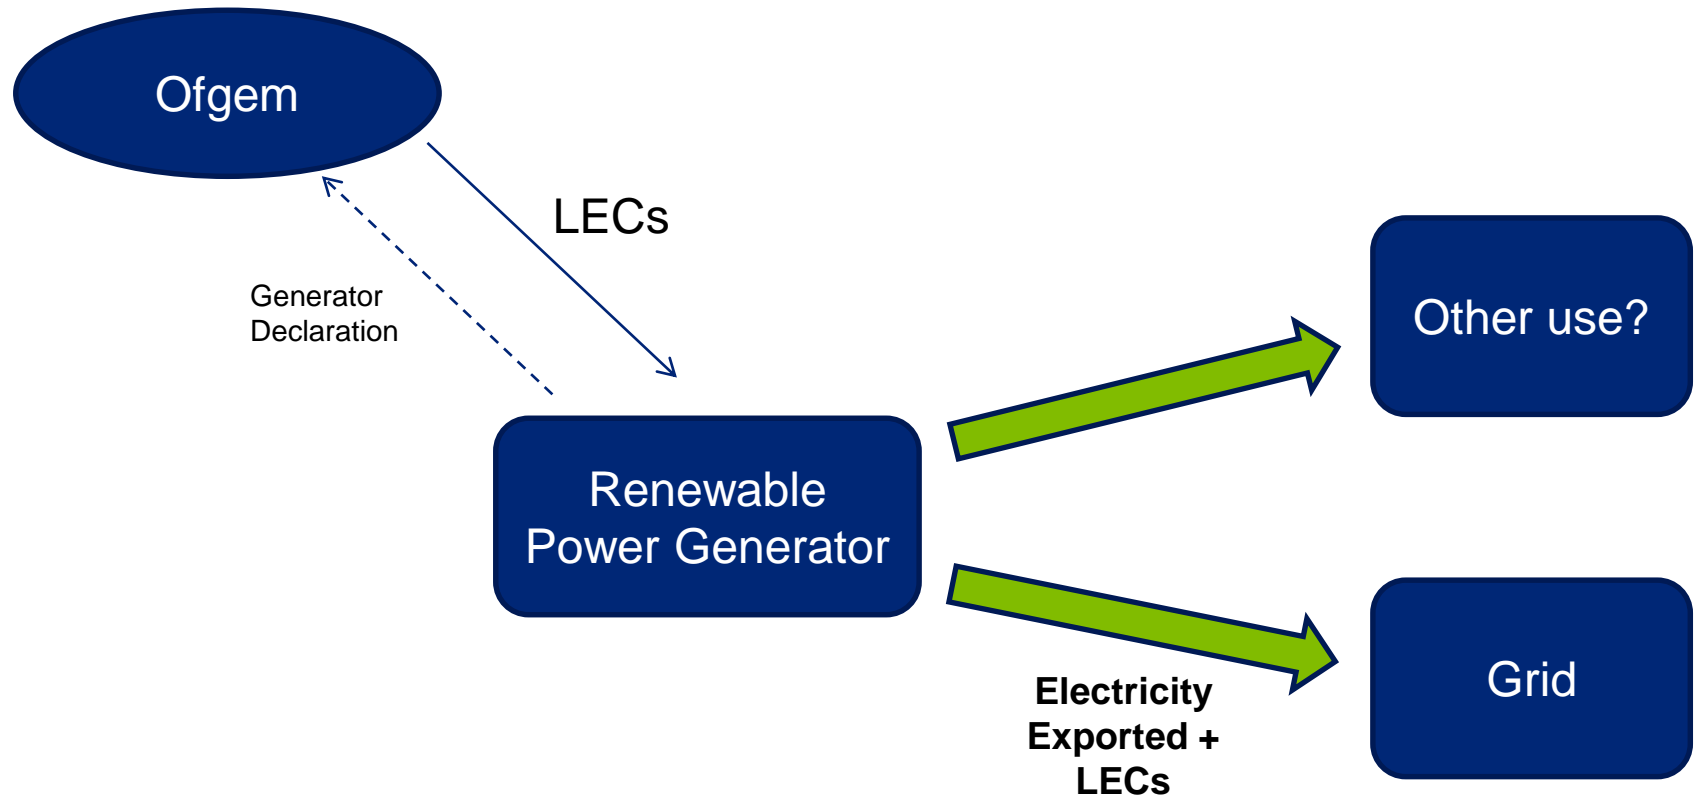 Ofgem
LECs
Generator
Declaration
Other use?
Renewable
Power Generator
Grid
Electricity
Exported +
LECs